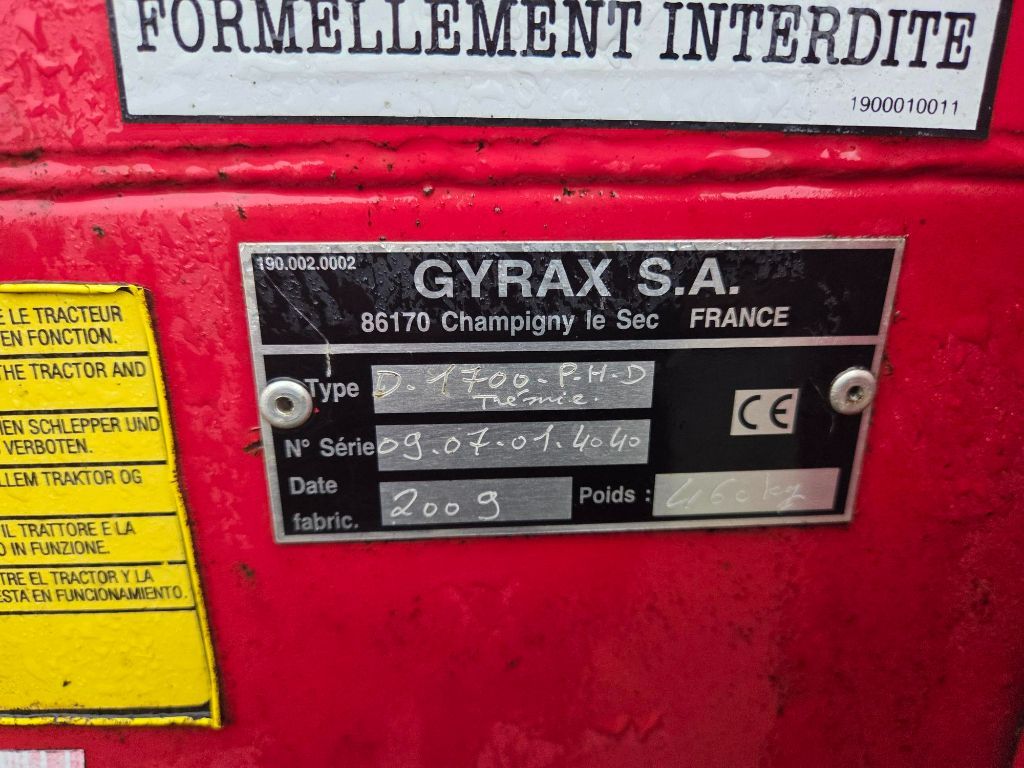 FORMELLEMENT INTERDITE
1900010011
190.002.0002
GYRAX S.A.
86170 Champigny le Sec FRANCE
Type D.1700.P.H.D
Trémie.
N° Série 09.07.01.4040
Date
fabric. 2009
Poids : 460kg
E LE TRACTEUR
EN FONCTION.
THE TRACTOR AND
EN SCHLEPPER UND
VERBOTEN.
LLEM TRAKTOR OG
IL TRATTORE E LA
O IN FUNZIONE.
TRE EL TRACTOR Y LA
ESTA EN FUNCIONAMIENTO.